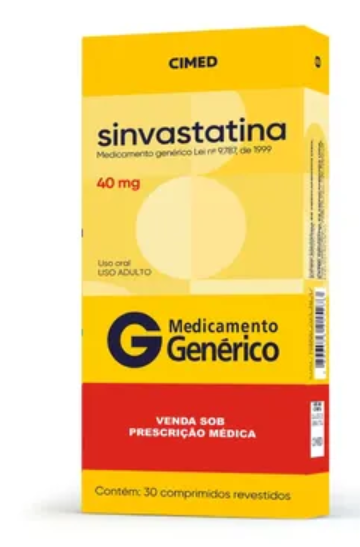 CIMED
sinvastatina
Medicamento genérico Lei nº 9.787, de 1999
40 mg
Uso oral
USO ADULTO
G Medicamento
Genérico
VENDA SOB
PRESCRIÇÃO MÉDICA
Contém: 30 comprimidos revestidos